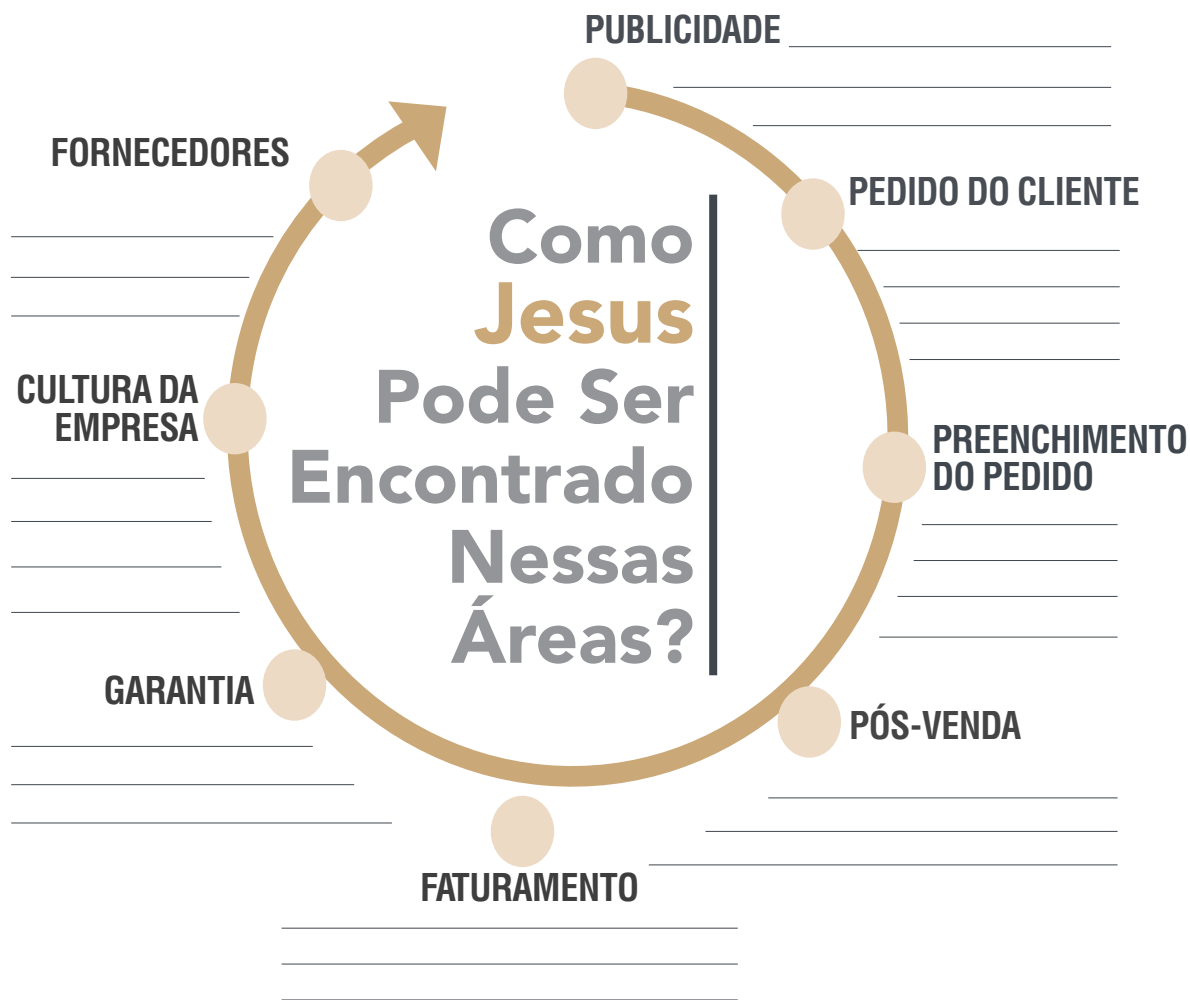 PUBLICIDADE
PEDIDO DO CLIENTE
PREENCHIMENTO
DO PEDIDO
PÓS-VENDA
FATURAMENTO
GARANTIA
CULTURA DA
EMPRESA
FORNECEDORES
Como
Jesus
Pode Ser
Encontrado
Nessas
Áreas?